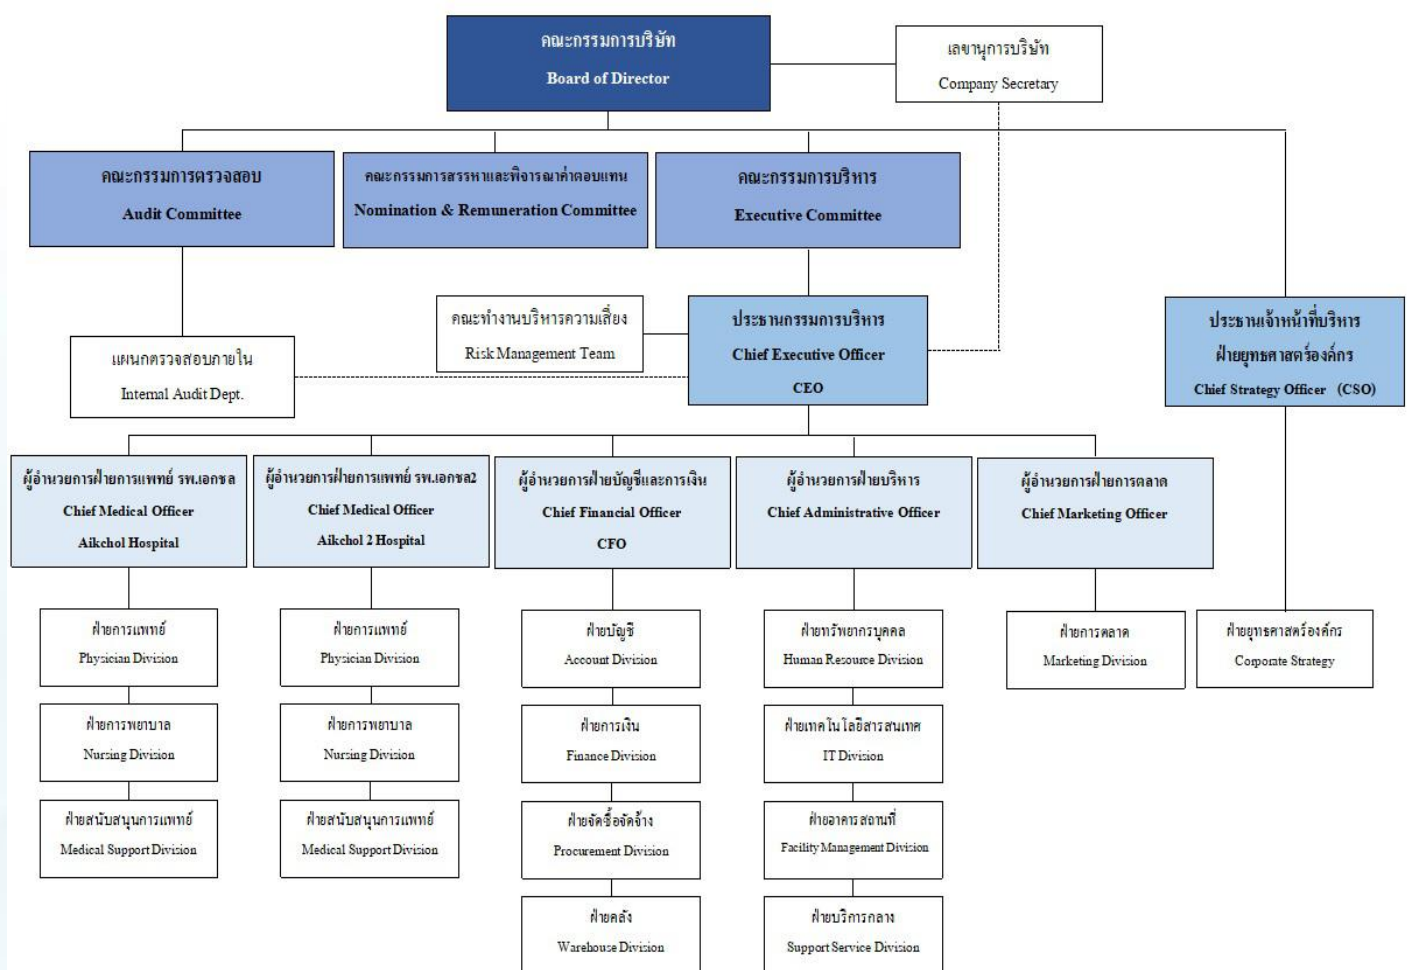 คณะกรรมการบริษัท
Board of Director
เลขานุการบริษัท
Company Secretary
คณะกรรมการตรวจสอบ
Audit Committee
คณะกรรมการสรรหาและพิจารณาค่าตอบแทน
Nomination & Remuneration Committee
คณะกรรมการบริหาร
Executive Committee
แผนกตรวจสอบภายใน
Internal Audit Dept.
คณะทำงานบริหารความเสี่ยง
Risk Management Team
ประธานกรรมการบริหาร
Chief Executive Officer
CEO
ประธานเจ้าหน้าที่บริหาร
ฝ่ายยุทธศาสตร์องค์กร
Chief Strategy Officer (CSO)
ผู้อำนวยการฝ่ายการแพทย์ รพ.เอกชล
Chief Medical Officer
Aikchol Hospital
ผู้อำนวยการฝ่ายการแพทย์ รพ.เอกชล2
Chief Medical Officer
Aikchol 2 Hospital
ผู้อำนวยการฝ่ายบัญชีและการเงิน
Chief Financial Officer
CFO
ผู้อำนวยการฝ่ายบริหาร
Chief Administrative Officer
ผู้อำนวยการฝ่ายการตลาด
Chief Marketing Officer
ฝ่ายการแพทย์
Physician Division
ฝ่ายการแพทย์
Physician Division
ฝ่ายบัญชี
Account Division
ฝ่ายทรัพยากรบุคคล
Human Resource Division
ฝ่ายการตลาด
Marketing Division
ฝ่ายยุทธศาสตร์องค์กร
Corporate Strategy
ฝ่ายการพยาบาล
Nursing Division
ฝ่ายการพยาบาล
Nursing Division
ฝ่ายการเงิน
Finance Division
ฝ่ายเทคโนโลยีสารสนเทศ
IT Division
ฝ่ายสนับสนุนการแพทย์
Medical Support Division
ฝ่ายสนับสนุนการแพทย์
Medical Support Division
ฝ่ายจัดซื้อจัดจ้าง
Procurement Division
ฝ่ายอาคารสถานที่
Facility Management Division
ฝ่ายคลัง
Warehouse Division
ฝ่ายบริการกลาง
Support Service Division